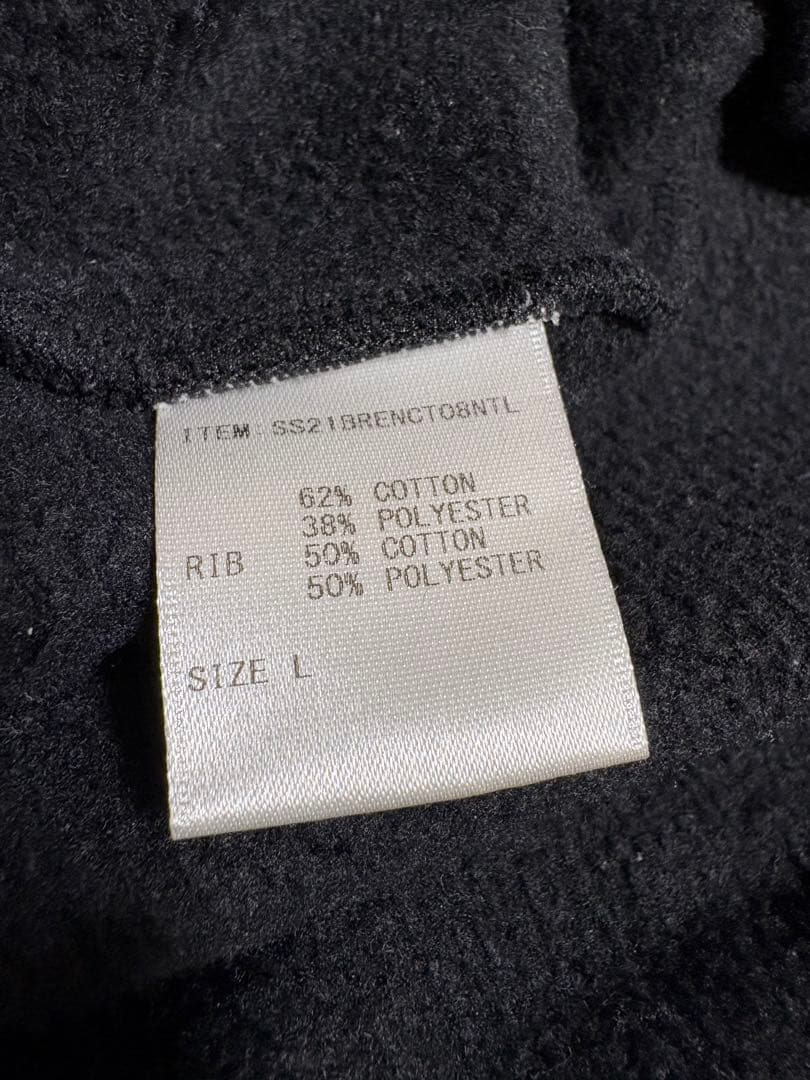 ITEM: SS21BRENCT08NTL
62% COTTON
38% POLYESTER
RIB 50% COTTON
50% POLYESTER
SIZE L